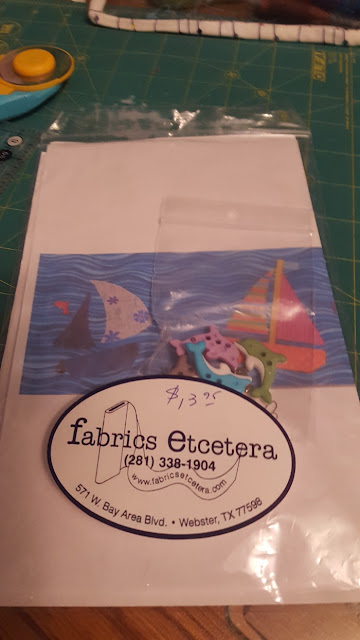 $13.95
fabrics etcetera
(281) 338-1904
www.fabricsetcetera.com
571 W. Bay Area Blvd. • Webster, TX 77598